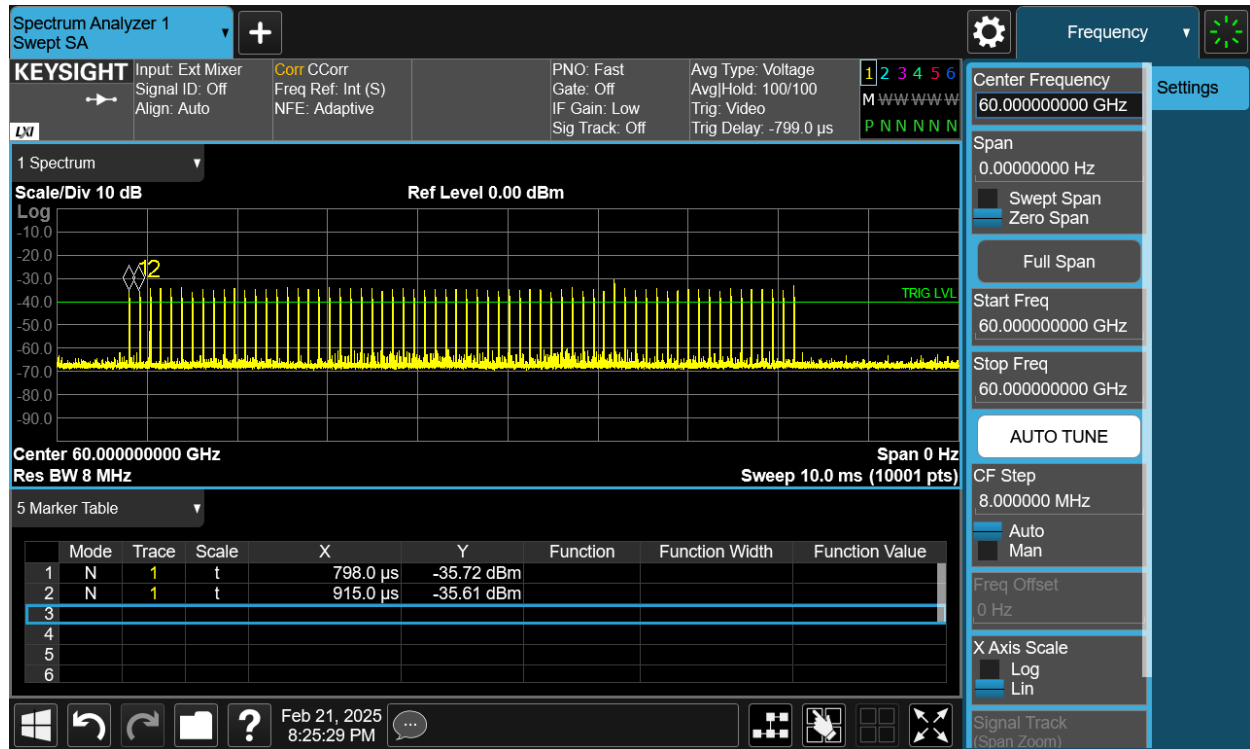 Spectrum Analyzer 1
Swept SA
Frequency
KEYSIGHT
LXI
Input: Ext Mixer
Signal ID: Off
Align: Auto
Corr CCorr
Freq Ref: Int (S)
NFE: Adaptive
PNO: Fast
Gate: Off
IF Gain: Low
Sig Track: Off
Avg Type: Voltage
Avg|Hold: 100/100
Trig: Video
Trig Delay: -799.0 µs
1 2 3 4 5 6
M W W W W W
P N N N N N
1 Spectrum
Scale/Div 10 dB
Ref Level 0.00 dBm
Log
-10.0
-20.0
-30.0
-40.0
-50.0
-60.0
-70.0
-80.0
-90.0
1 2
TRIG LVL
Center 60.000000000 GHz
Span 0 Hz
Res BW 8 MHz
Sweep 10.0 ms (10001 pts)
5 Marker Table
Mode Trace Scale X Y Function Function Width Function Value
1 N 1 t 798.0 µs -35.72 dBm
2 N 1 t 915.0 µs -35.61 dBm
3
4
5
6
Feb 21, 2025
8:25:29 PM
Center Frequency
60.000000000 GHz
Span
0.00000000 Hz
Swept Span
Zero Span
Full Span
Start Freq
60.000000000 GHz
Stop Freq
60.000000000 GHz
AUTO TUNE
CF Step
8.000000 MHz
Auto
Man
Freq Offset
0 Hz
X Axis Scale
Log
Lin
Signal Track
(Span Zoom)
Settings